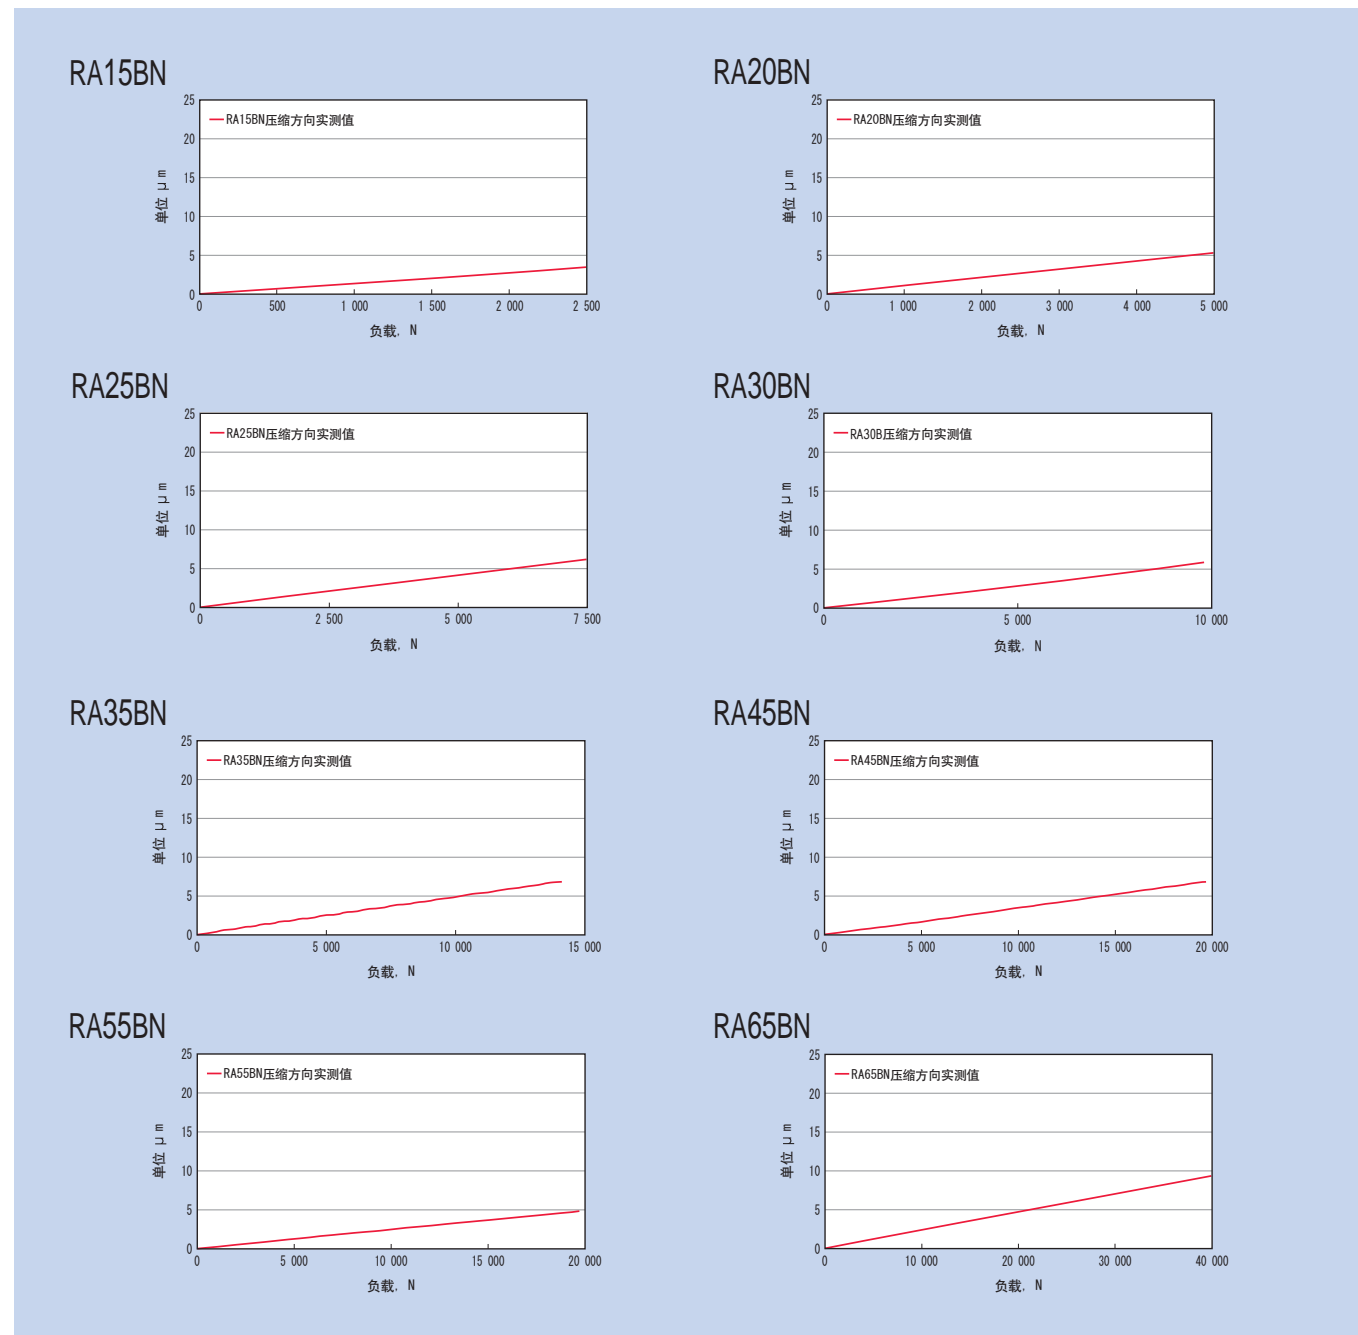 RA15BN
25
RA15BN压缩方向实测值
20
15
10
5
0
单位 μm
0 500 1 000 1 500 2 000 2 500
负载, N
RA20BN
25
RA20BN压缩方向实测值
20
15
10
5
0
单位 μm
0 1 000 2 000 3 000 4 000 5 000
负载, N
RA25BN
25
RA25BN压缩方向实测值
20
15
10
5
0
单位 μm
0 2 500 5 000 7 500
负载, N
RA30BN
25
RA30B压缩方向实测值
20
15
10
5
0
单位 μm
0 5 000 10 000
负载, N
RA35BN
25
RA35BN压缩方向实测值
20
15
10
5
0
单位 μm
0 5 000 10 000 15 000
负载, N
RA45BN
25
RA45BN压缩方向实测值
20
15
10
5
0
单位 μm
0 5 000 10 000 15 000 20 000
负载, N
RA55BN
25
RA55BN压缩方向实测值
20
15
10
5
0
单位 μm
0 5 000 10 000 15 000 20 000
负载, N
RA65BN
25
RA65BN压缩方向实测值
20
15
10
5
0
单位 μm
0 10 000 20 000 30 000 40 000
负载, N